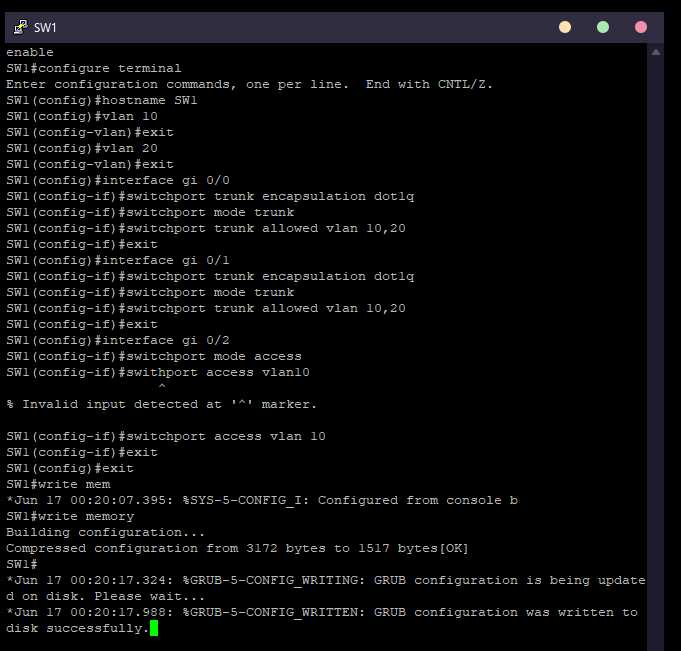 SW1
enable
SW1#configure terminal
Enter configuration commands, one per line.  End with CNTL/Z.
SW1(config)#hostname SW1
SW1(config)#vlan 10
SW1(config-vlan)#exit
SW1(config)#vlan 20
SW1(config-vlan)#exit
SW1(config)#interface gi 0/0
SW1(config-if)#switchport trunk encapsulation dot1q
SW1(config-if)#switchport mode trunk
SW1(config-if)#switchport trunk allowed vlan 10,20
SW1(config-if)#exit
SW1(config)#interface gi 0/1
SW1(config-if)#switchport trunk encapsulation dot1q
SW1(config-if)#switchport mode trunk
SW1(config-if)#switchport trunk allowed vlan 10,20
SW1(config-if)#exit
SW1(config)#interface gi 0/2
SW1(config-if)#switchport mode access
SW1(config-if)#swithport access vlan10
                   ^
% Invalid input detected at '^' marker.

SW1(config-if)#switchport access vlan 10
SW1(config-if)#exit
SW1(config)#exit
SW1#write mem
*Jun 17 00:20:07.395: %SYS-5-CONFIG_I: Configured from console b
SW1#write memory
Building configuration...
Compressed configuration from 3172 bytes to 1517 bytes[OK]
SW1#
*Jun 17 00:20:17.324: %GRUB-5-CONFIG_WRITING: GRUB configuration is being update
d on disk. Please wait...
*Jun 17 00:20:17.988: %GRUB-5-CONFIG_WRITTEN: GRUB configuration was written to
disk successfully.